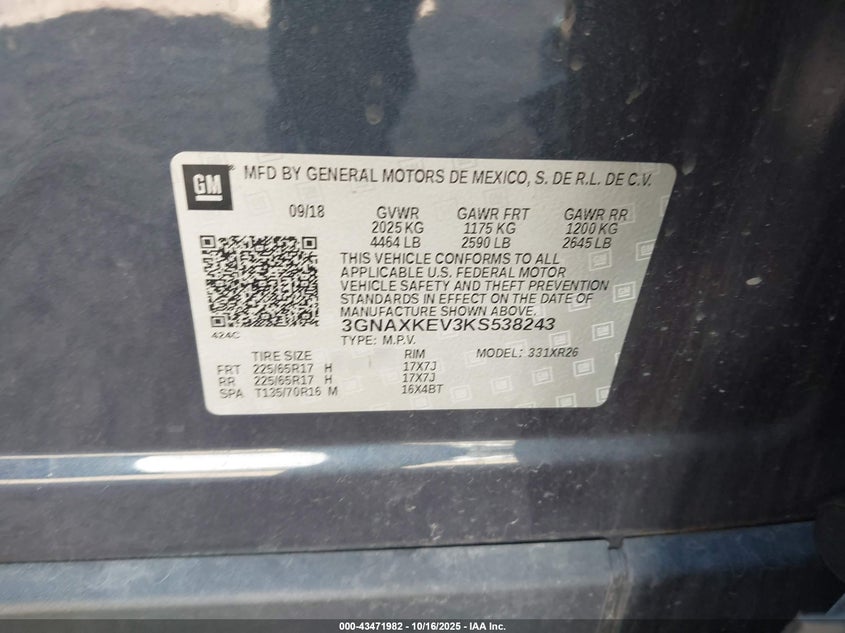 GM ® MFD BY GENERAL MOTORS DE MEXICO, S. DE R.L. DE C.V.
09/18 GVWR GAWR FRT GAWR RR
2025 KG 1175 KG 1200 KG
4464 LB 2590 LB 2645 LB
THIS VEHICLE CONFORMS TO ALL
APPLICABLE U.S. FEDERAL MOTOR
VEHICLE SAFETY AND THEFT PREVENTION
STANDARDS IN EFFECT ON THE DATE OF
MANUFACTURE SHOWN ABOVE.
3GNAXKEV3KS538243
424C
TYPE: M.P.V. MODEL: 331XR26
TIRE SIZE RIM
FRT 225/65R17 H 17X7J
RR 225/65R17 H 17X7J
SPA T135/70R16 M 16X4BT
000-43471982 - 10/16/2025 - IAA Inc.